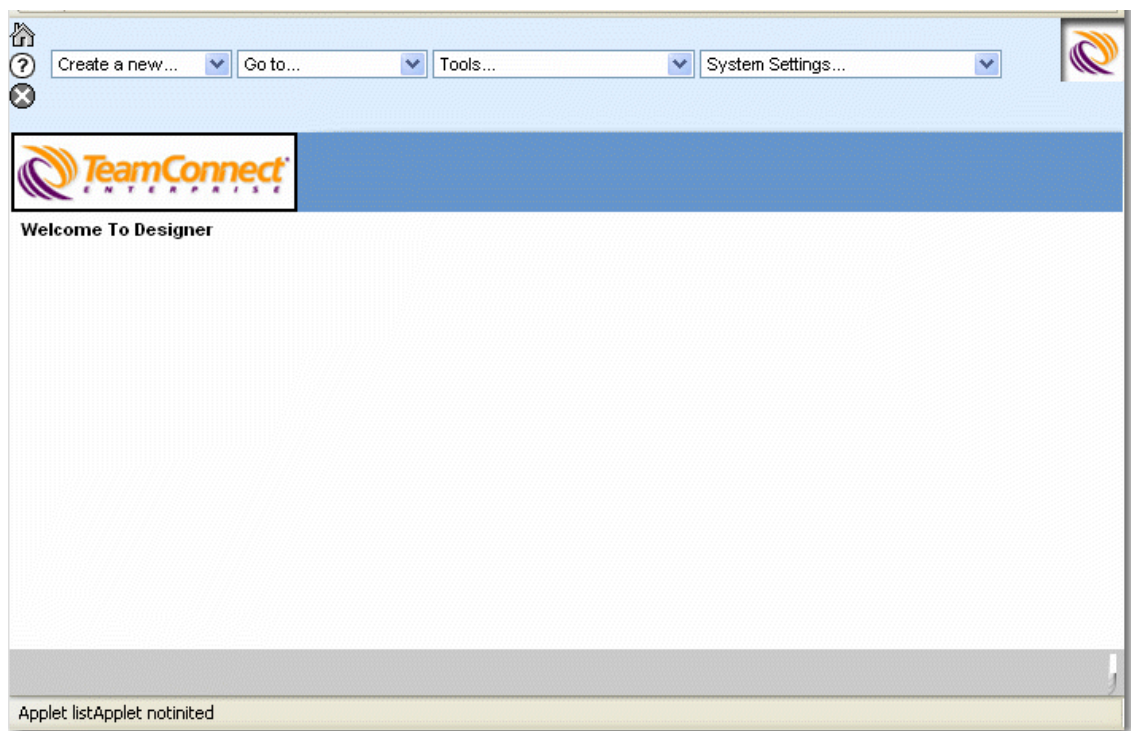 ?
Create a new... Go to... Tools... System Settings...
TeamConnect
ENTERPRISE
Welcome To Designer
Applet listApplet notinited